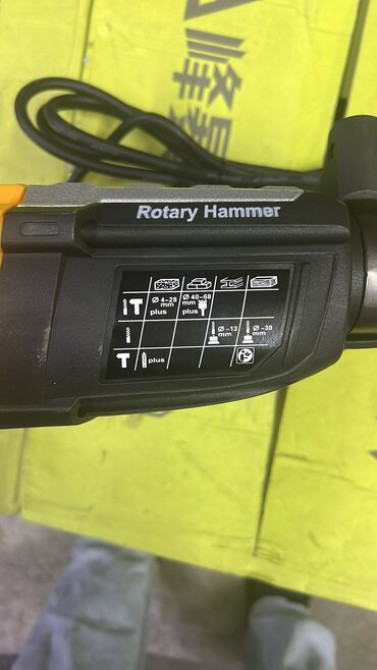 Rotary Hammer
Ø 4-28
mm
plus
Ø 40-68
mm
plus
Ø -13
mm
Ø -30
mm
plus